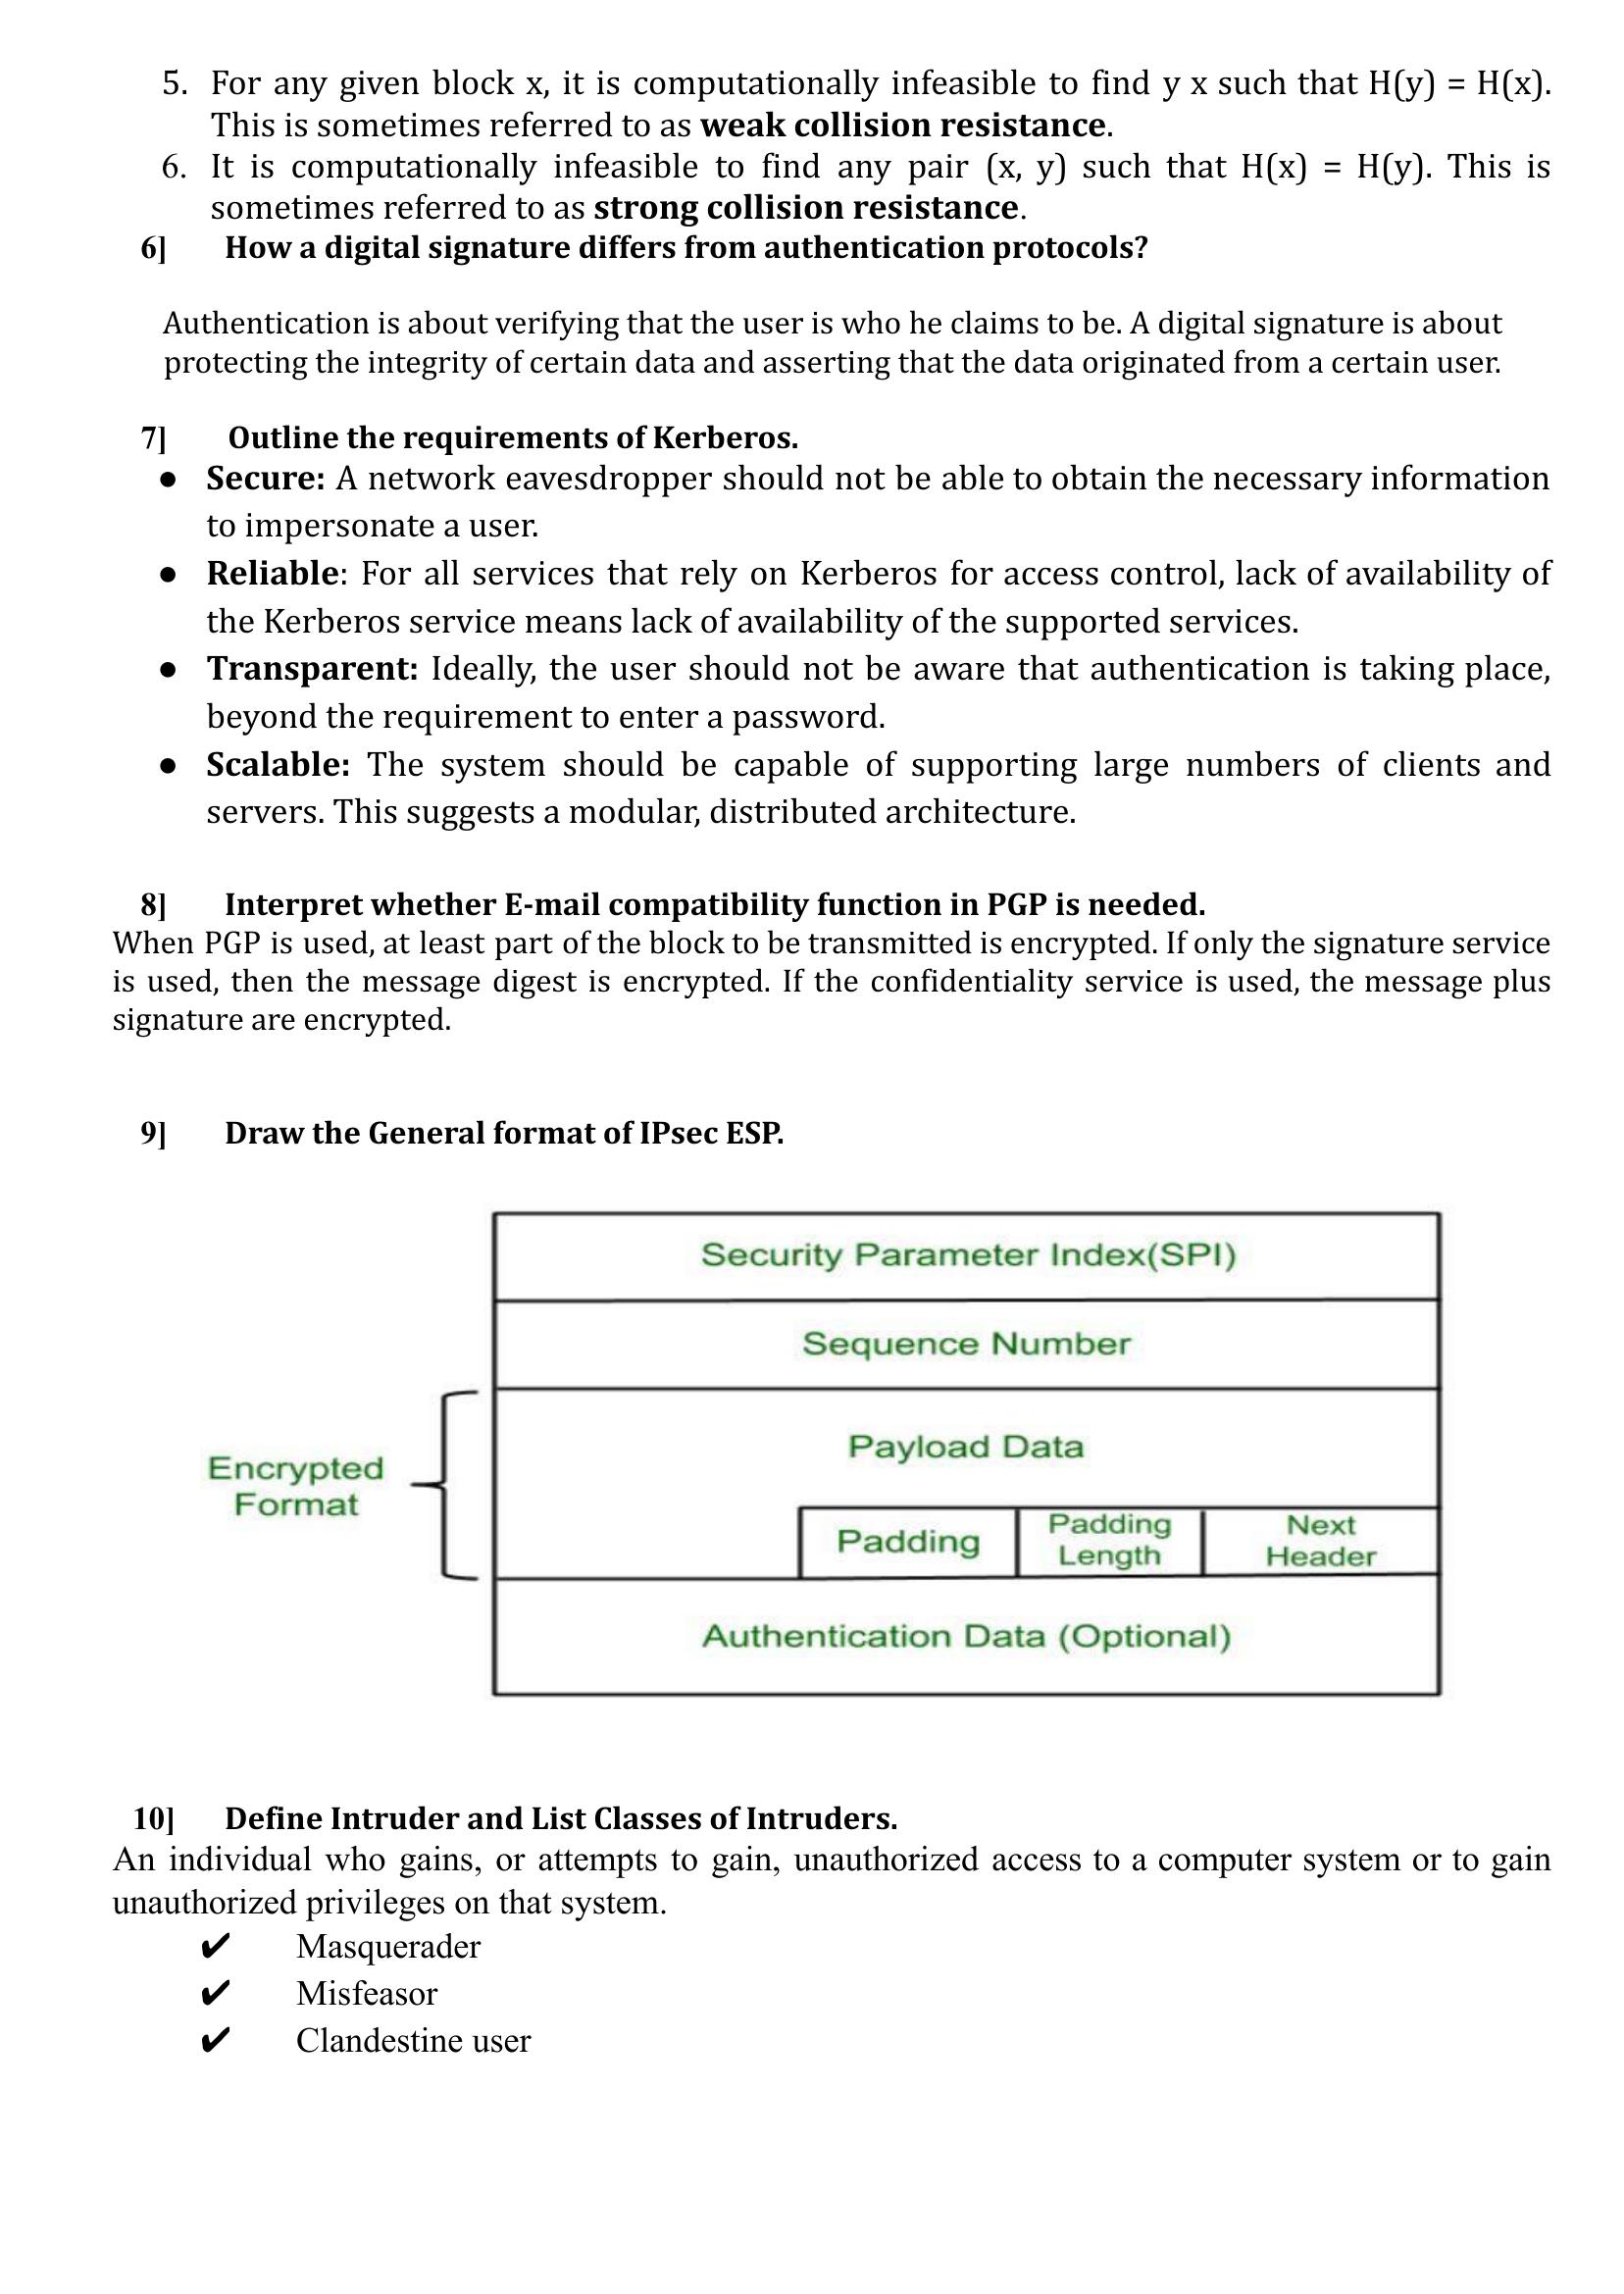 5. For any given block x, it is computationally infeasible to find y x such that H(y) = H(x).
This is sometimes referred to as weak collision resistance.
6. It is computationally infeasible to find any pair (x, y) such that H(x) = H(y). This is
sometimes referred to as strong collision resistance.
6] How a digital signature differs from authentication protocols?
Authentication is about verifying that the user is who he claims to be. A digital signature is about
protecting the integrity of certain data and asserting that the data originated from a certain user.
7] Outline the requirements of Kerberos.
● Secure: A network eavesdropper should not be able to obtain the necessary information
to impersonate a user.
● Reliable: For all services that rely on Kerberos for access control, lack of availability of
the Kerberos service means lack of availability of the supported services.
● Transparent: Ideally, the user should not be aware that authentication is taking place,
beyond the requirement to enter a password.
● Scalable: The system should be capable of supporting large numbers of clients and
servers. This suggests a modular, distributed architecture.
8] Interpret whether E-mail compatibility function in PGP is needed.
When PGP is used, at least part of the block to be transmitted is encrypted. If only the signature service
is used, then the message digest is encrypted. If the confidentiality service is used, the message plus
signature are encrypted.
9] Draw the General format of IPsec ESP.
Security Parameter Index(SPI)
Sequence Number
Payload Data
Encrypted
Format
Padding
Padding
Length
Next
Header
Authentication Data (Optional)
10] Define Intruder and List Classes of Intruders.
An individual who gains, or attempts to gain, unauthorized access to a computer system or to gain
unauthorized privileges on that system.
✔ Masquerader
✔ Misfeasor
✔ Clandestine user